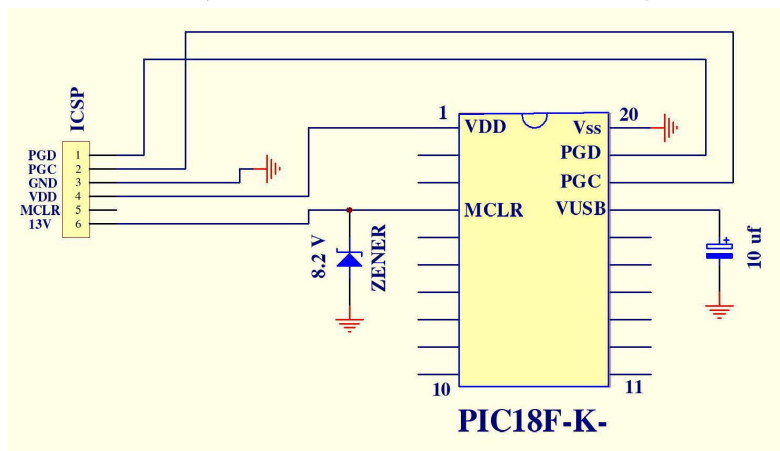 ICSP
PGD 1
PGC 2
GND 3
VDD 4
MCLR 5
13V 6
8.2 V
ZENER
1
20
VDD
Vss
PGD
PGC
MCLR
VUSB
+
10 uf
10
11
PIC18F-K-